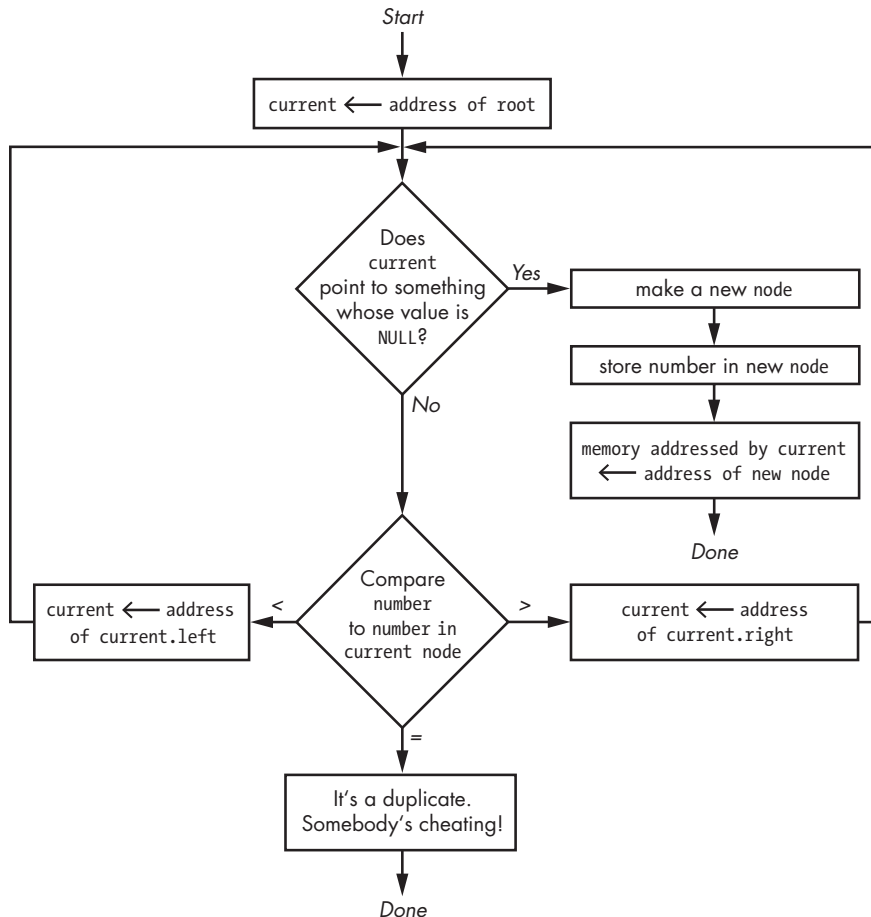 Start
current ← address of root
Does
current
point to something
whose value is
NULL?
Yes
make a new node
store number in new node
No
memory addressed by current
← address of new node
Done
Compare
number
to number in
current node
<
current ← address
of current.left
>
current ← address
of current.right
=
It's a duplicate.
Somebody's cheating!
Done